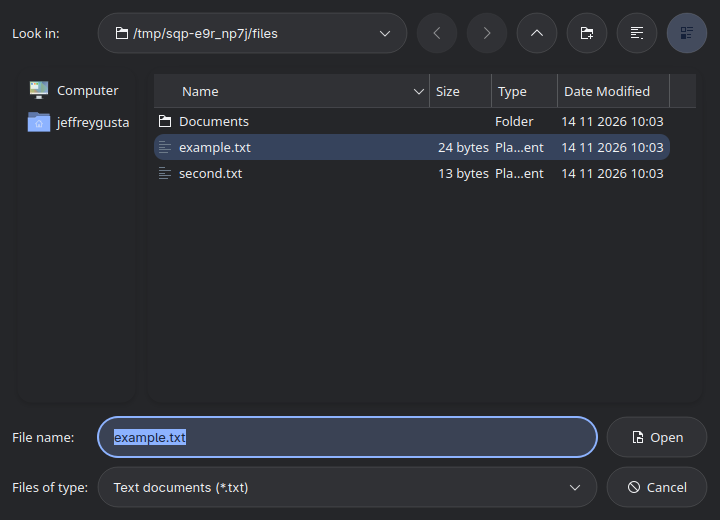 Look in: /tmp/sqp-e9r_np7j/files
Computer
jeffreygusta
Name Size Type Date Modified
Documents Folder 14 11 2026 10:03
example.txt 24 bytes Pla...ent 14 11 2026 10:03
second.txt 13 bytes Pla...ent 14 11 2026 10:03
File name: example.txt Open
Files of type: Text documents (*.txt) Cancel